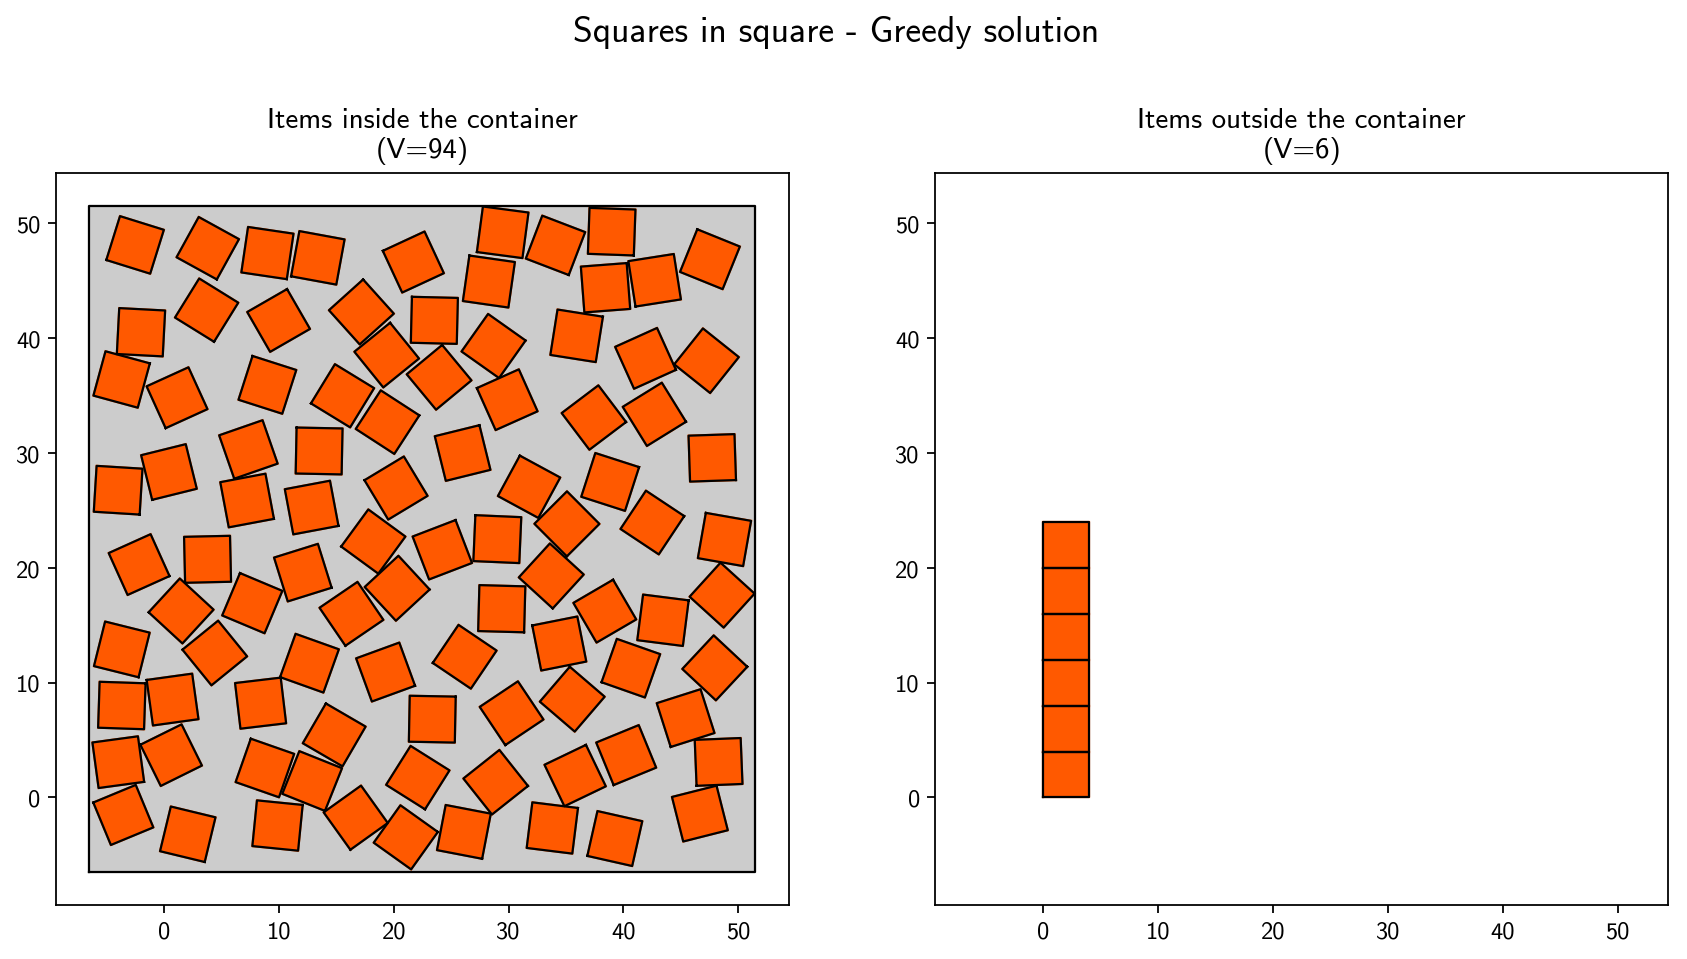 Squares in square - Greedy solution
Items inside the container
(V=94)
50
40
30
20
10
0
0 10 20 30 40 50
Items outside the container
(V=6)
50
40
30
20
10
0
0 10 20 30 40 50